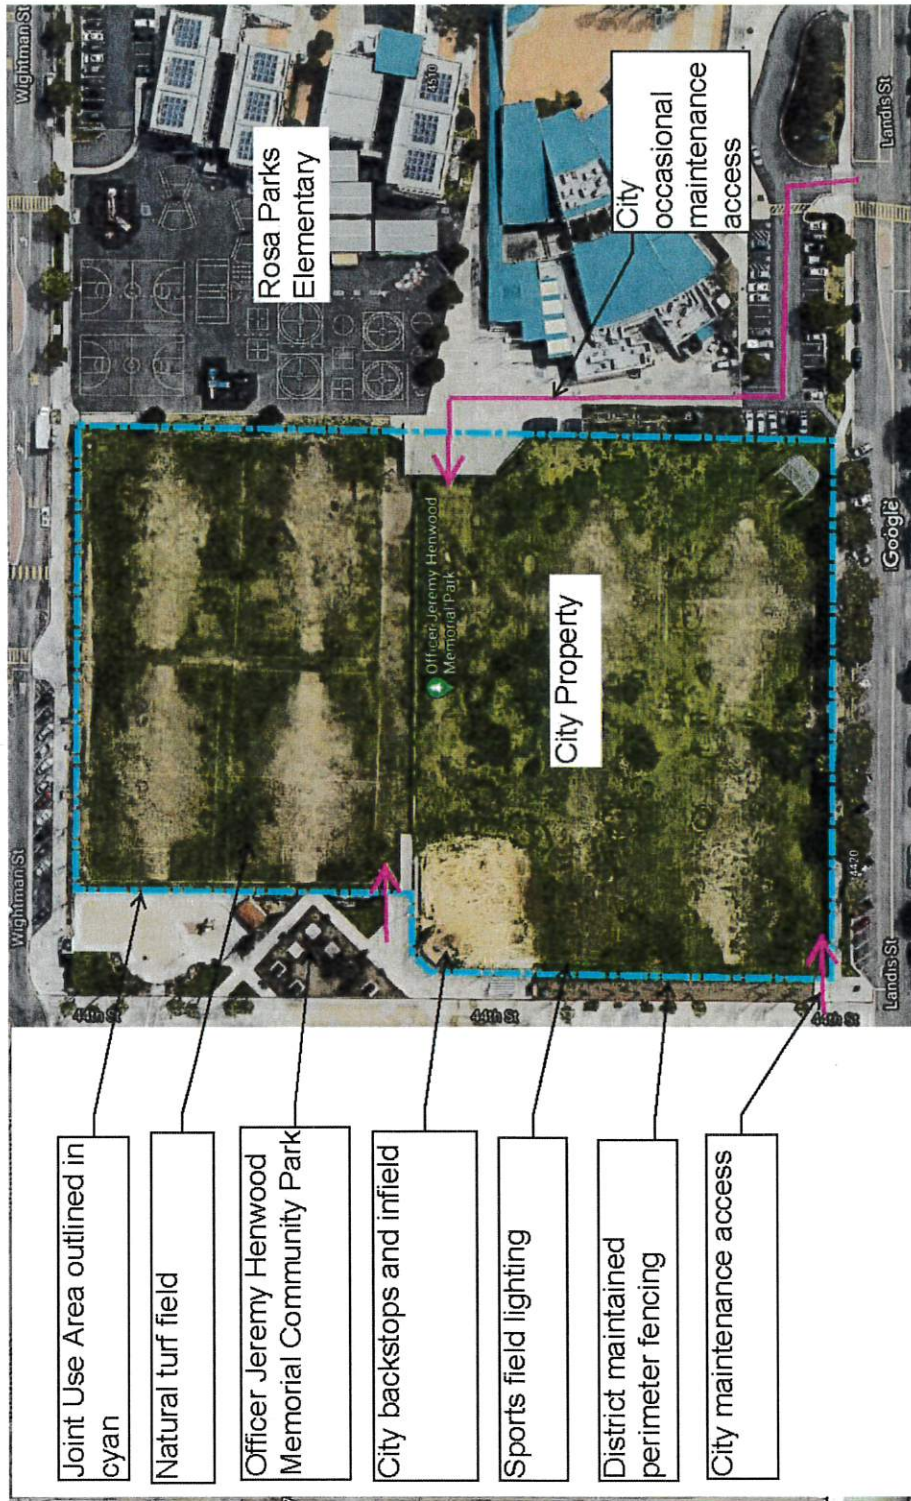 Joint Use Area outlined in
cyan
Natural turf field
Officer Jeremy Henwood
Memorial Community Park
City backstops and infield
Sports field lighting
District maintained
perimeter fencing
City maintenance access
Wightman St
Wightman St
44th St
44th St
44th St
Rosa Parks
Elementary
4510
City
occasional
maintenance
access
Officer Jeremy Henwood
Memorial Park
City Property
4420
Landis St
Google
Landis St